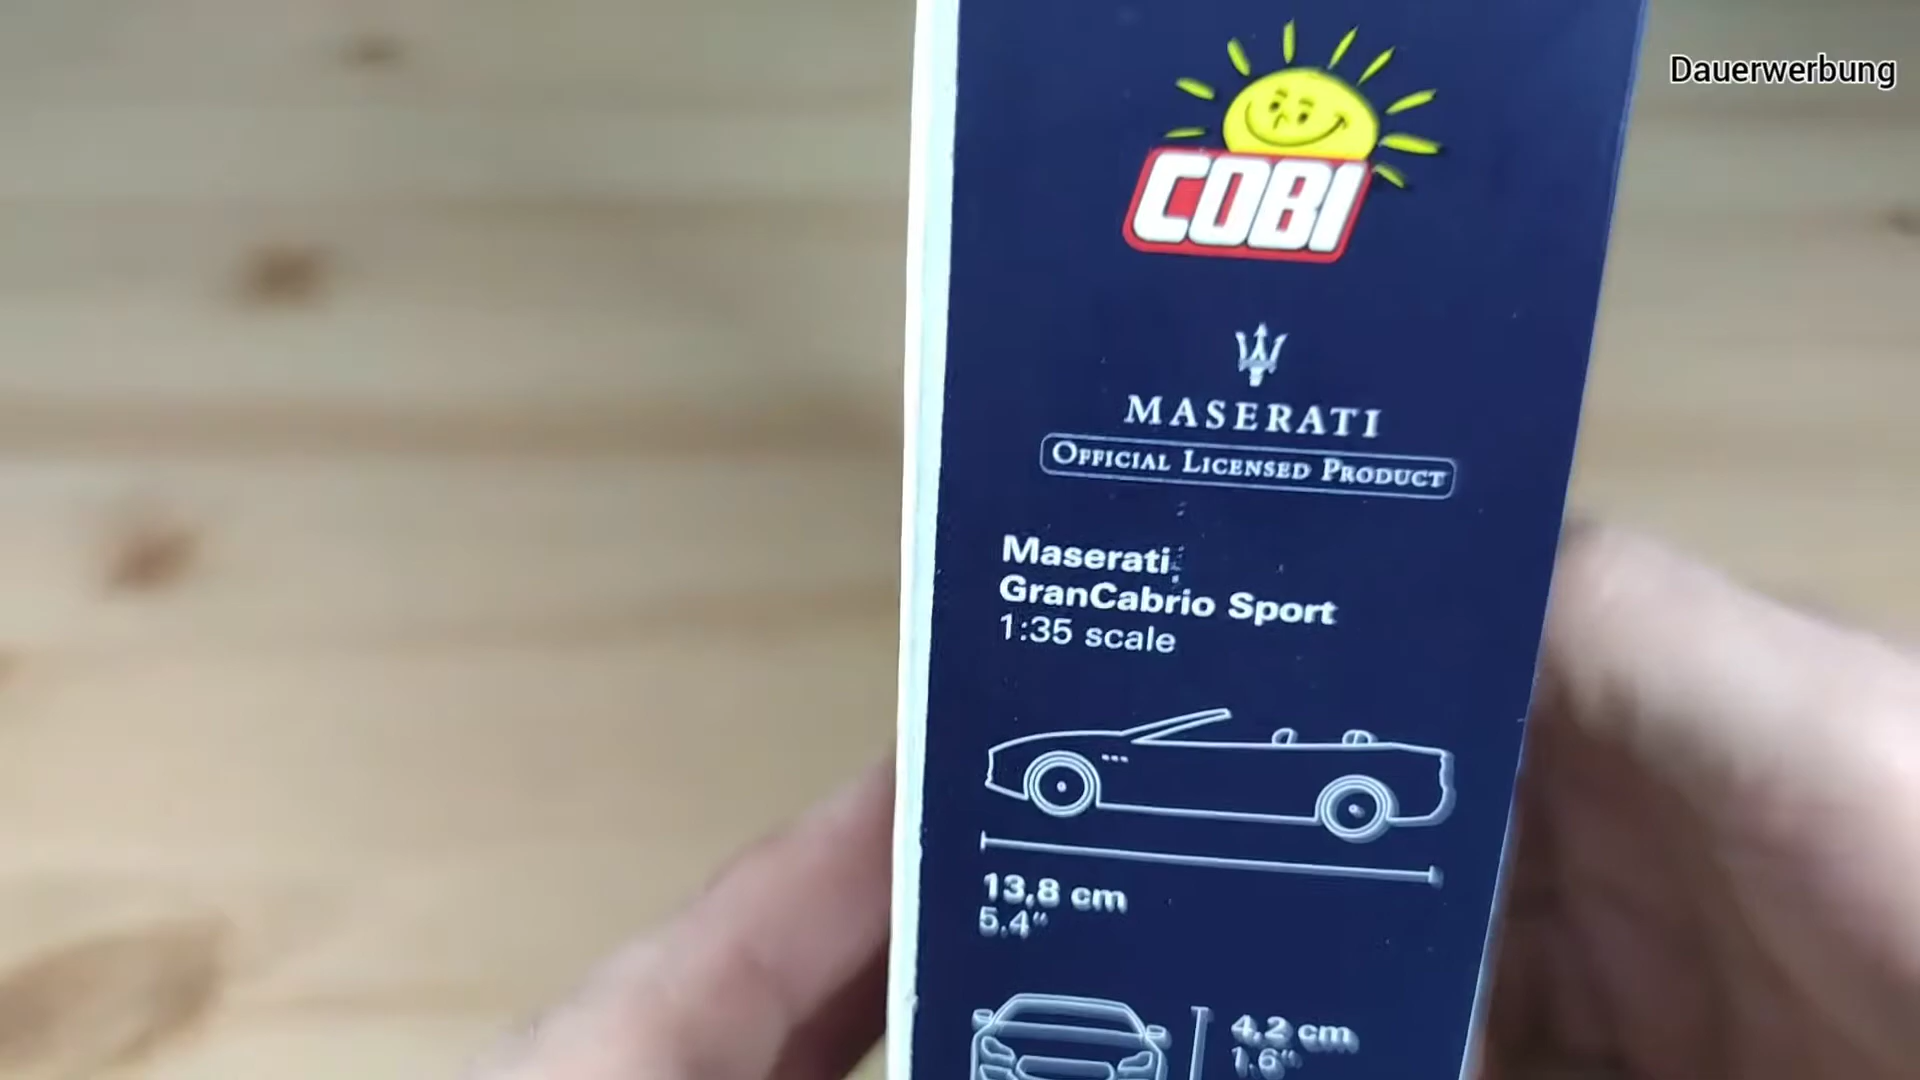 Dauerwerbung
COBI
MASERATI
OFFICIAL LICENSED PRODUCT
Maserati
GranCabrio Sport
1:35 scale
13,8 cm
5.4"
4,2 cm
1.6"